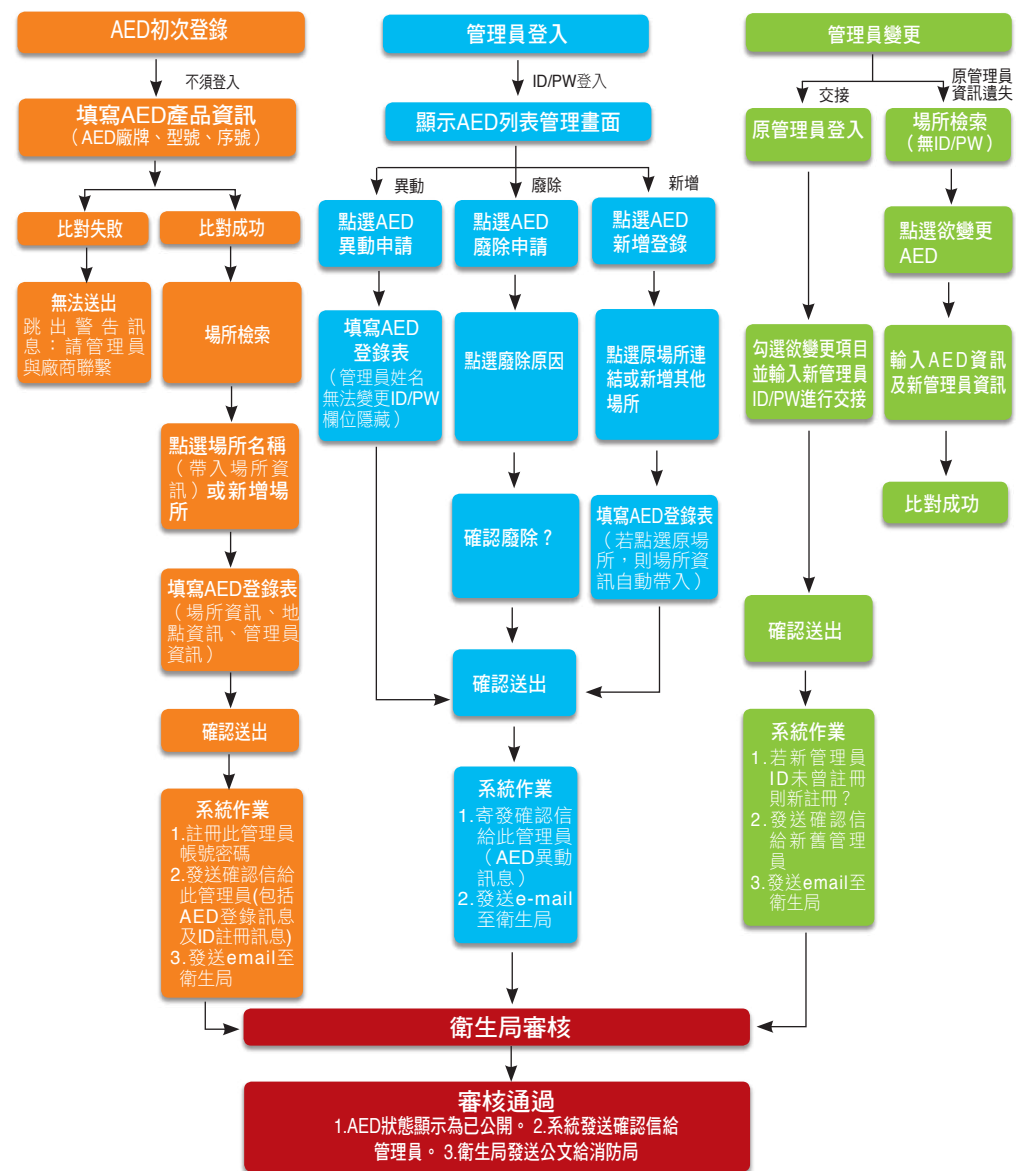 AED初次登錄
不須登入
填寫AED產品資訊
（AED廠牌、型號、序號）
比對失敗
比對成功
無法送出
跳出警告訊
息：請管理員
與廠商聯繫
場所檢索
點選場所名稱
（帶入場所資
訊）或新增場
所
填寫AED登錄表
（場所資訊、地
點資訊、管理員
資訊）
確認送出
系統作業
1.註冊此管理員
帳號密碼
2.發送確認信給
此管理員(包括
AED登錄訊息
及ID註冊訊息)
3.發送email至
衛生局
管理員登入
ID/PW登入
顯示AED列表管理畫面
異動
廢除
新增
點選AED
異動申請
點選AED
廢除申請
點選AED
新增登錄
填寫AED
登錄表
（管理員姓名
無法變更ID/PW
欄位隱藏）
點選廢除原因
點選原場所連
結或新增其他
場所
確認廢除？
填寫AED登錄表
（若點選原場
所，則場所資
訊自動帶入）
確認送出
系統作業
1.寄發確認信
給此管理員
（AED異動
訊息）
2.發送e-mail
至衛生局
管理員變更
交接
原管理員
資訊遺失
原管理員登入
場所檢索
（無ID/PW）
點選欲變更
AED
勾選欲變更項目
並輸入新管理員
ID/PW進行交接
輸入AED資訊
及新管理員資訊
比對成功
確認送出
系統作業
1.若新管理員
ID未曾註冊
則新註冊？
2.發送確認信
給新舊管理
員
3.發送email至
衛生局
衛生局審核
審核通過
1.AED狀態顯示為已公開。 2.系統發送確認信給
管理員。 3.衛生局發送公文給消防局